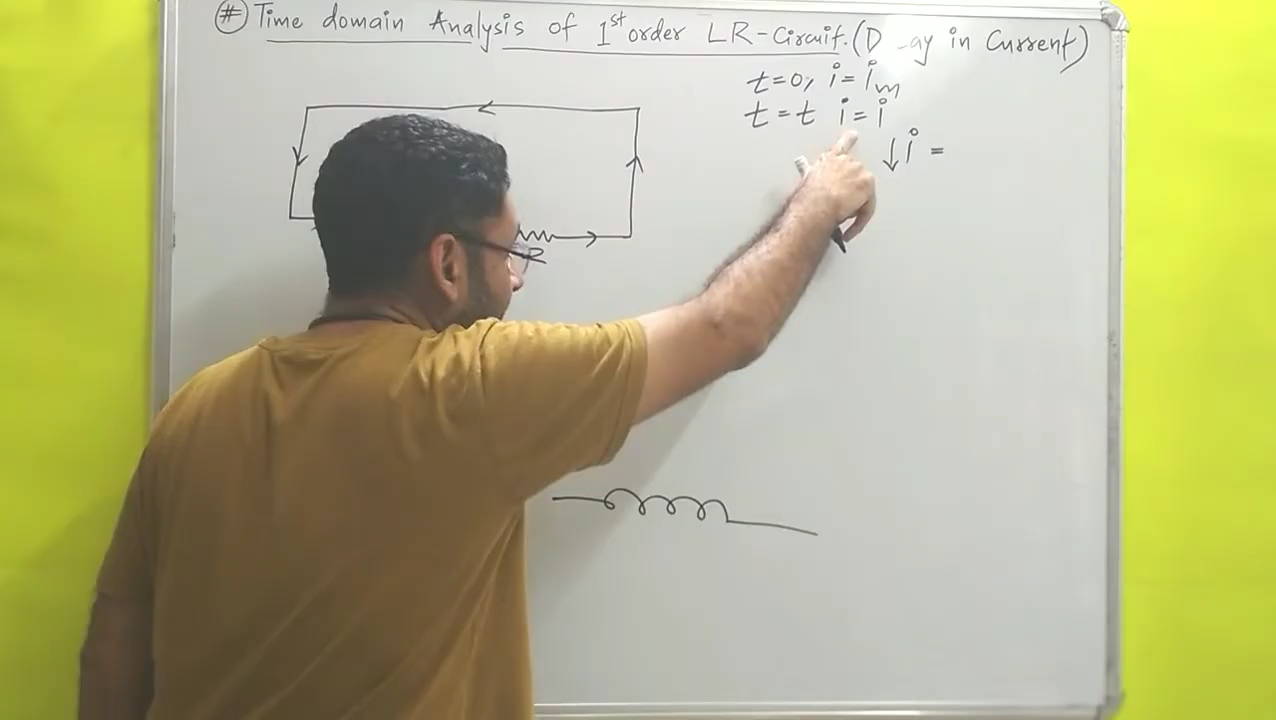 # Time domain Analysis of 1st order LR-Circuit. (D ay in Current)
t=0, i=im
t=t i=i
↓i =
R